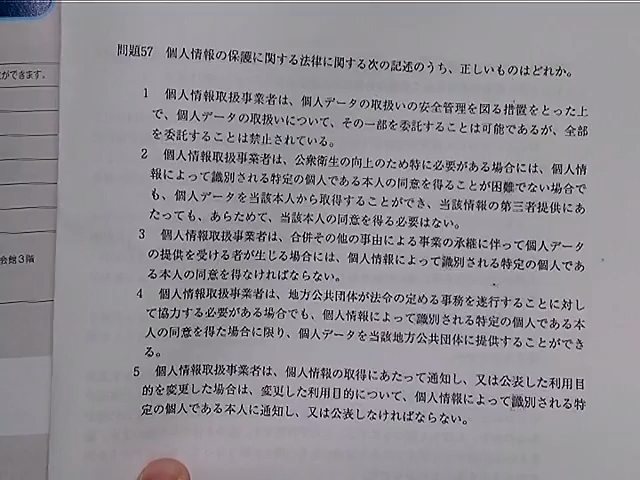 ができます。
会館3階
問題57 個人情報の保護に関する法律に関する次の記述のうち、正しいものはどれか。
1 個人情報取扱事業者は、個人データの取扱いの安全管理を図る措置をとった上
で、個人データの取扱いについて、その一部を委託することは可能であるが、全部
を委託することは禁止されている。
2 個人情報取扱事業者は、公衆衛生の向上のため特に必要がある場合には、個人情
報によって識別される特定の個人である本人の同意を得ることが困難でない場合で
も、個人データを当該本人から取得することができ、当該情報の第三者提供にあ
たっても、あらためて、当該本人の同意を得る必要はない。
3 個人情報取扱事業者は、合併その他の事由による事業の承継に伴って個人データ
の提供を受ける者が生じる場合には、個人情報によって識別される特定の個人であ
る本人の同意を得なければならない。
4 個人情報取扱事業者は、地方公共団体が法令の定める事務を遂行することに対し
て協力する必要がある場合でも、個人情報によって識別される特定の個人である本
人の同意を得た場合に限り、個人データを当該地方公共団体に提供することができ
る。
5 個人情報取扱事業者は、個人情報の取得にあたって通知し、又は公表した利用目
的を変更した場合は、変更した利用目的について、個人情報によって識別される特
定の個人である本人に通知し、又は公表しなければならない。